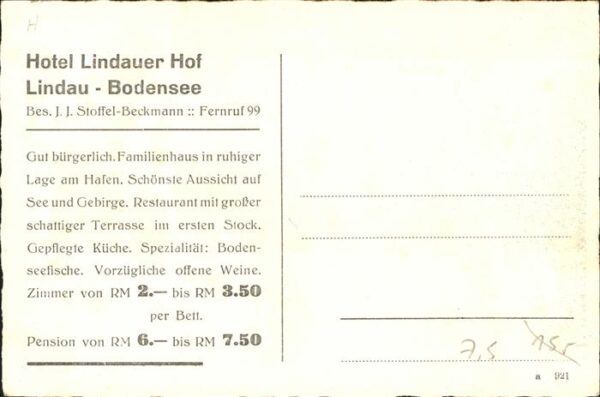 H
Hotel Lindauer Hof
Lindau - Bodensee
Bes. J. J. Stoffel-Beckmann :: Fernruf 99
Gut bürgerlich. Familienhaus in ruhiger
Lage am Hafen. Schönste Aussicht auf
See und Gebirge. Restaurant mit großer
schattiger Terrasse im ersten Stock.
Gepflegte Küche. Spezialität: Boden-
seefische. Vorzügliche offene Weine.
Zimmer von RM 2.— bis RM 3.50
per Bett.
Pension von RM 6.— bis RM 7.50
7,5
a 921